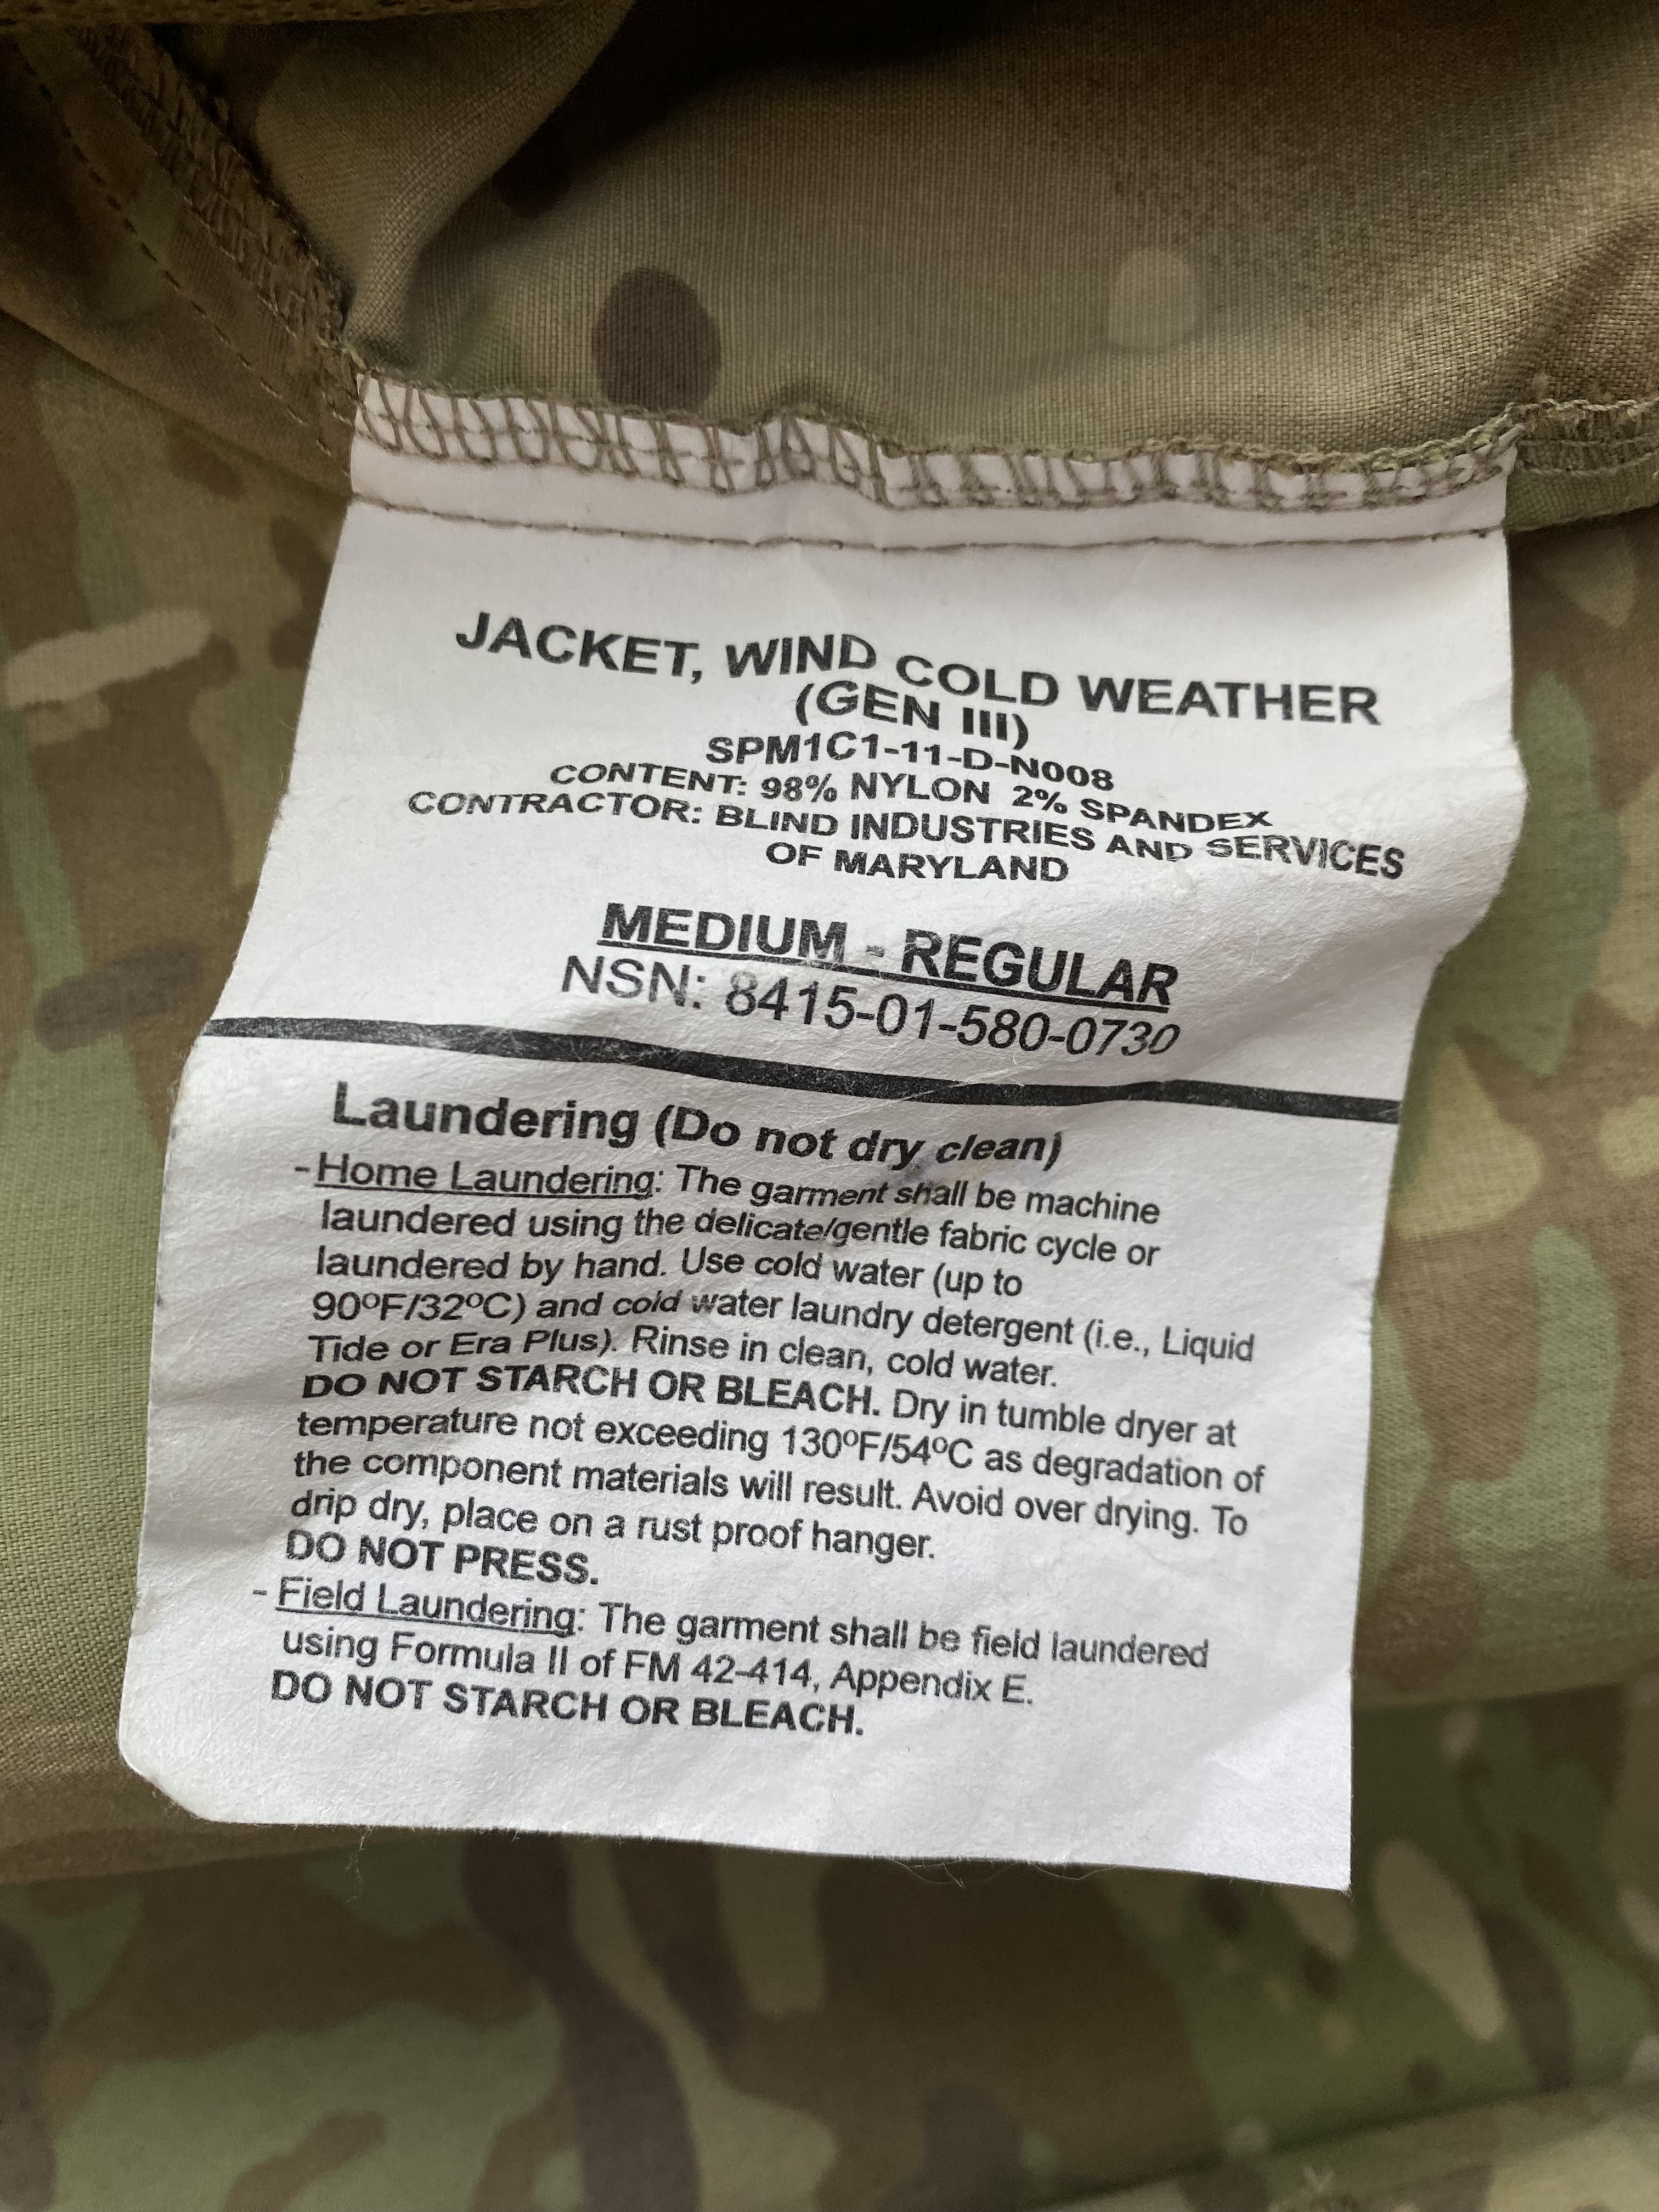 JACKET, WIND COLD WEATHER
(GEN III)
SPM1C1-11-D-N008
CONTENT: 98% NYLON 2% SPANDEX
CONTRACTOR: BLIND INDUSTRIES AND SERVICES
OF MARYLAND
MEDIUM - REGULAR
NSN: 8415-01-580-0730
Laundering (Do not dry clean)
-Home Laundering: The garment shall be machine
laundered using the delicate/gentle fabric cycle or
laundered by hand. Use cold water (up to
90ºF/32ºC) and cold water laundry detergent (i.e., Liquid
Tide or Era Plus). Rinse in clean, cold water.
DO NOT STARCH OR BLEACH. Dry in tumble dryer at
temperature not exceeding 130ºF/54ºC as degradation of
the component materials will result. Avoid over drying. To
drip dry, place on a rust proof hanger.
DO NOT PRESS.
- Field Laundering: The garment shall be field laundered
using Formula II of FM 42-414, Appendix E.
DO NOT STARCH OR BLEACH.